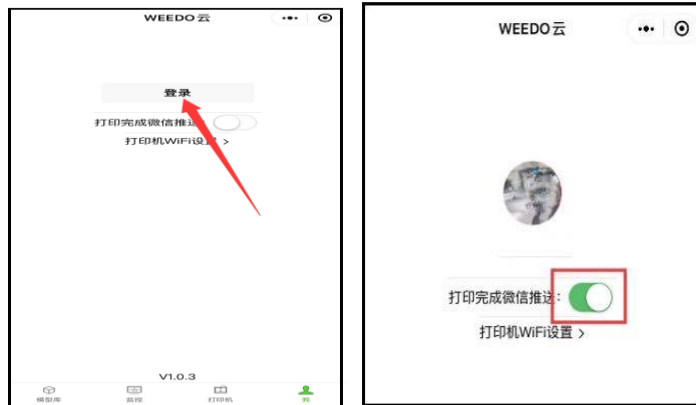 WEEDO云
登录
打印完成微信推送:
打印机WiFi设置 >
V1.0.3
模型库
监控
打印机
我
WEEDO云
打印完成微信推送:
打印机WiFi设置 >